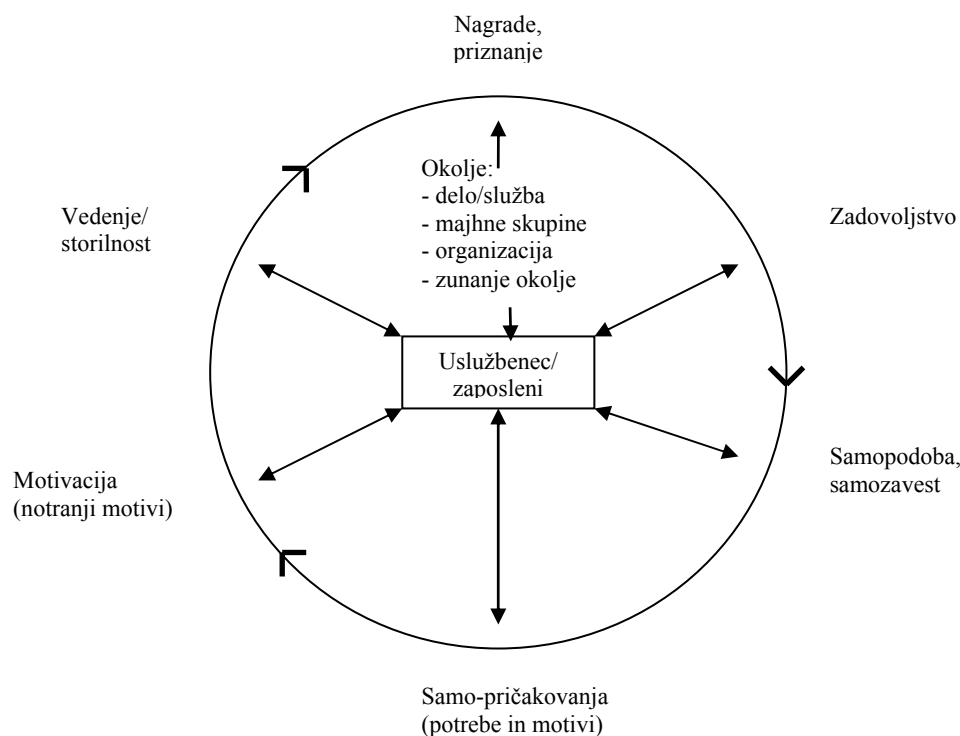 Nagrade,
priznanje
Okolje:
- delo/služba
- majhne skupine
- organizacija
- zunanje okolje
Vedenje/
storilnost
Zadovoljstvo
Uslužbenec/
zaposleni
Motivacija
(notranji motivi)
Samopodoba,
samozavest
Samo-pričakovanja
(potrebe in motivi)